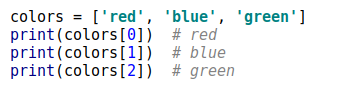 colors = ['red', 'blue', 'green']
print(colors[0])  # red
print(colors[1])  # blue
print(colors[2])  # green